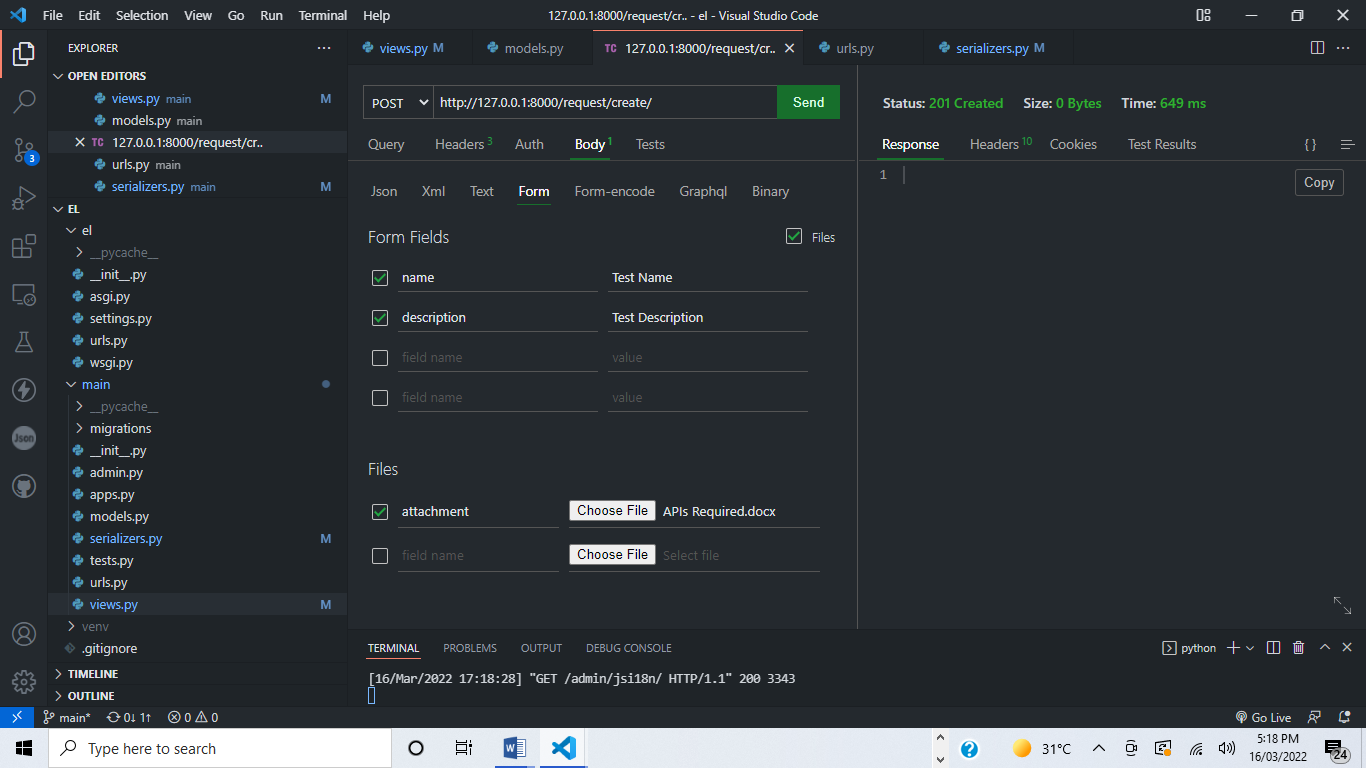 File Edit Selection View Go Run Terminal Help 127.0.0.1:8000/request/cr.. - el - Visual Studio Code
EXPLORER
OPEN EDITORS
views.py main M
models.py main
TC 127.0.0.1:8000/request/cr..
urls.py main
serializers.py main M
EL
el
__pycache__
__init__.py
asgi.py
settings.py
urls.py
wsgi.py
main
__pycache__
migrations
__init__.py
admin.py
apps.py
models.py
serializers.py M
tests.py
urls.py
views.py M
venv
.gitignore
TIMELINE
OUTLINE
3
Json
views.py M models.py TC 127.0.0.1:8000/request/cr.. urls.py serializers.py M
POST http://127.0.0.1:8000/request/create/ Send
Query Headers 3 Auth Body 1 Tests
Json Xml Text Form Form-encode Graphql Binary
Form Fields Files
name Test Name
description Test Description
field name value
field name value
Files
attachment Choose File APIs Required.docx
field name Choose File Select file
Status: 201 Created Size: 0 Bytes Time: 649 ms
Response Headers 10 Cookies Test Results { }
1 Copy
TERMINAL PROBLEMS OUTPUT DEBUG CONSOLE python
[16/Mar/2022 17:18:28] "GET /admin/jsi18n/ HTTP/1.1" 200 3343
main* 0↓ 1↑ 0 0 Go Live
Type here to search 31°C 5:18 PM
16/03/2022 24